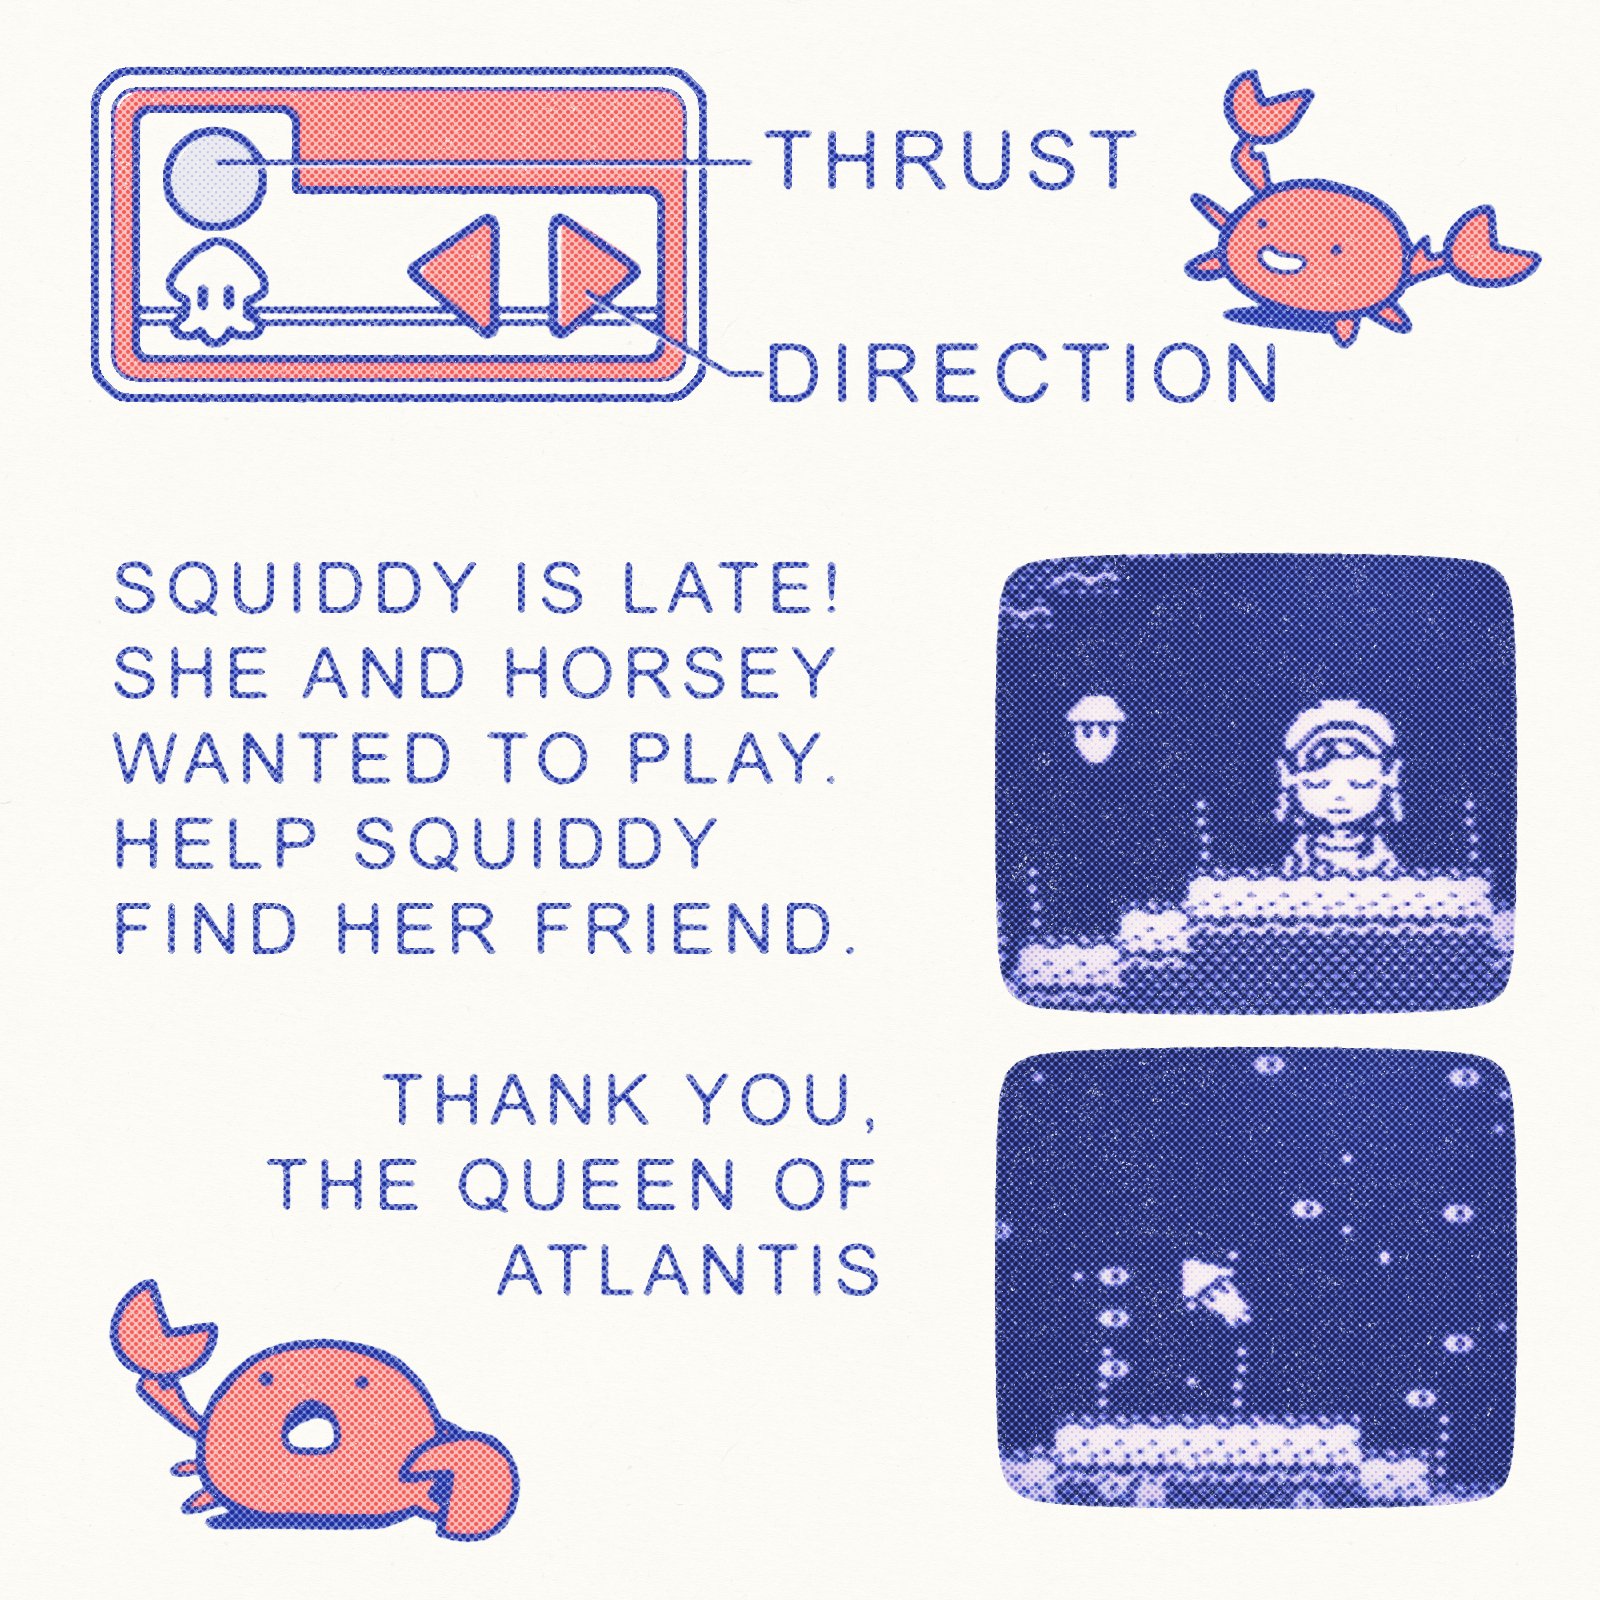 THRUST
DIRECTION
SQUIDDY IS LATE!
SHE AND HORSEY
WANTED TO PLAY.
HELP SQUIDDY
FIND HER FRIEND.
THANK YOU,
THE QUEEN OF
ATLANTIS